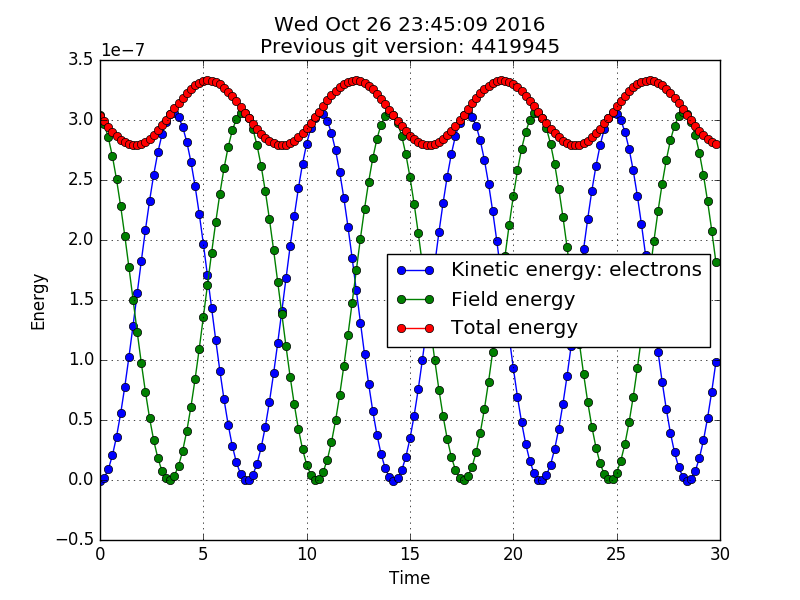 Wed Oct 26 23:45:09 2016
Previous git version: 4419945
1e−7
3.5
3.0
2.5
2.0
1.5
1.0
0.5
0.0
−0.5
Energy
Kinetic energy: electrons
Field energy
Total energy
0 5 10 15 20 25 30
Time